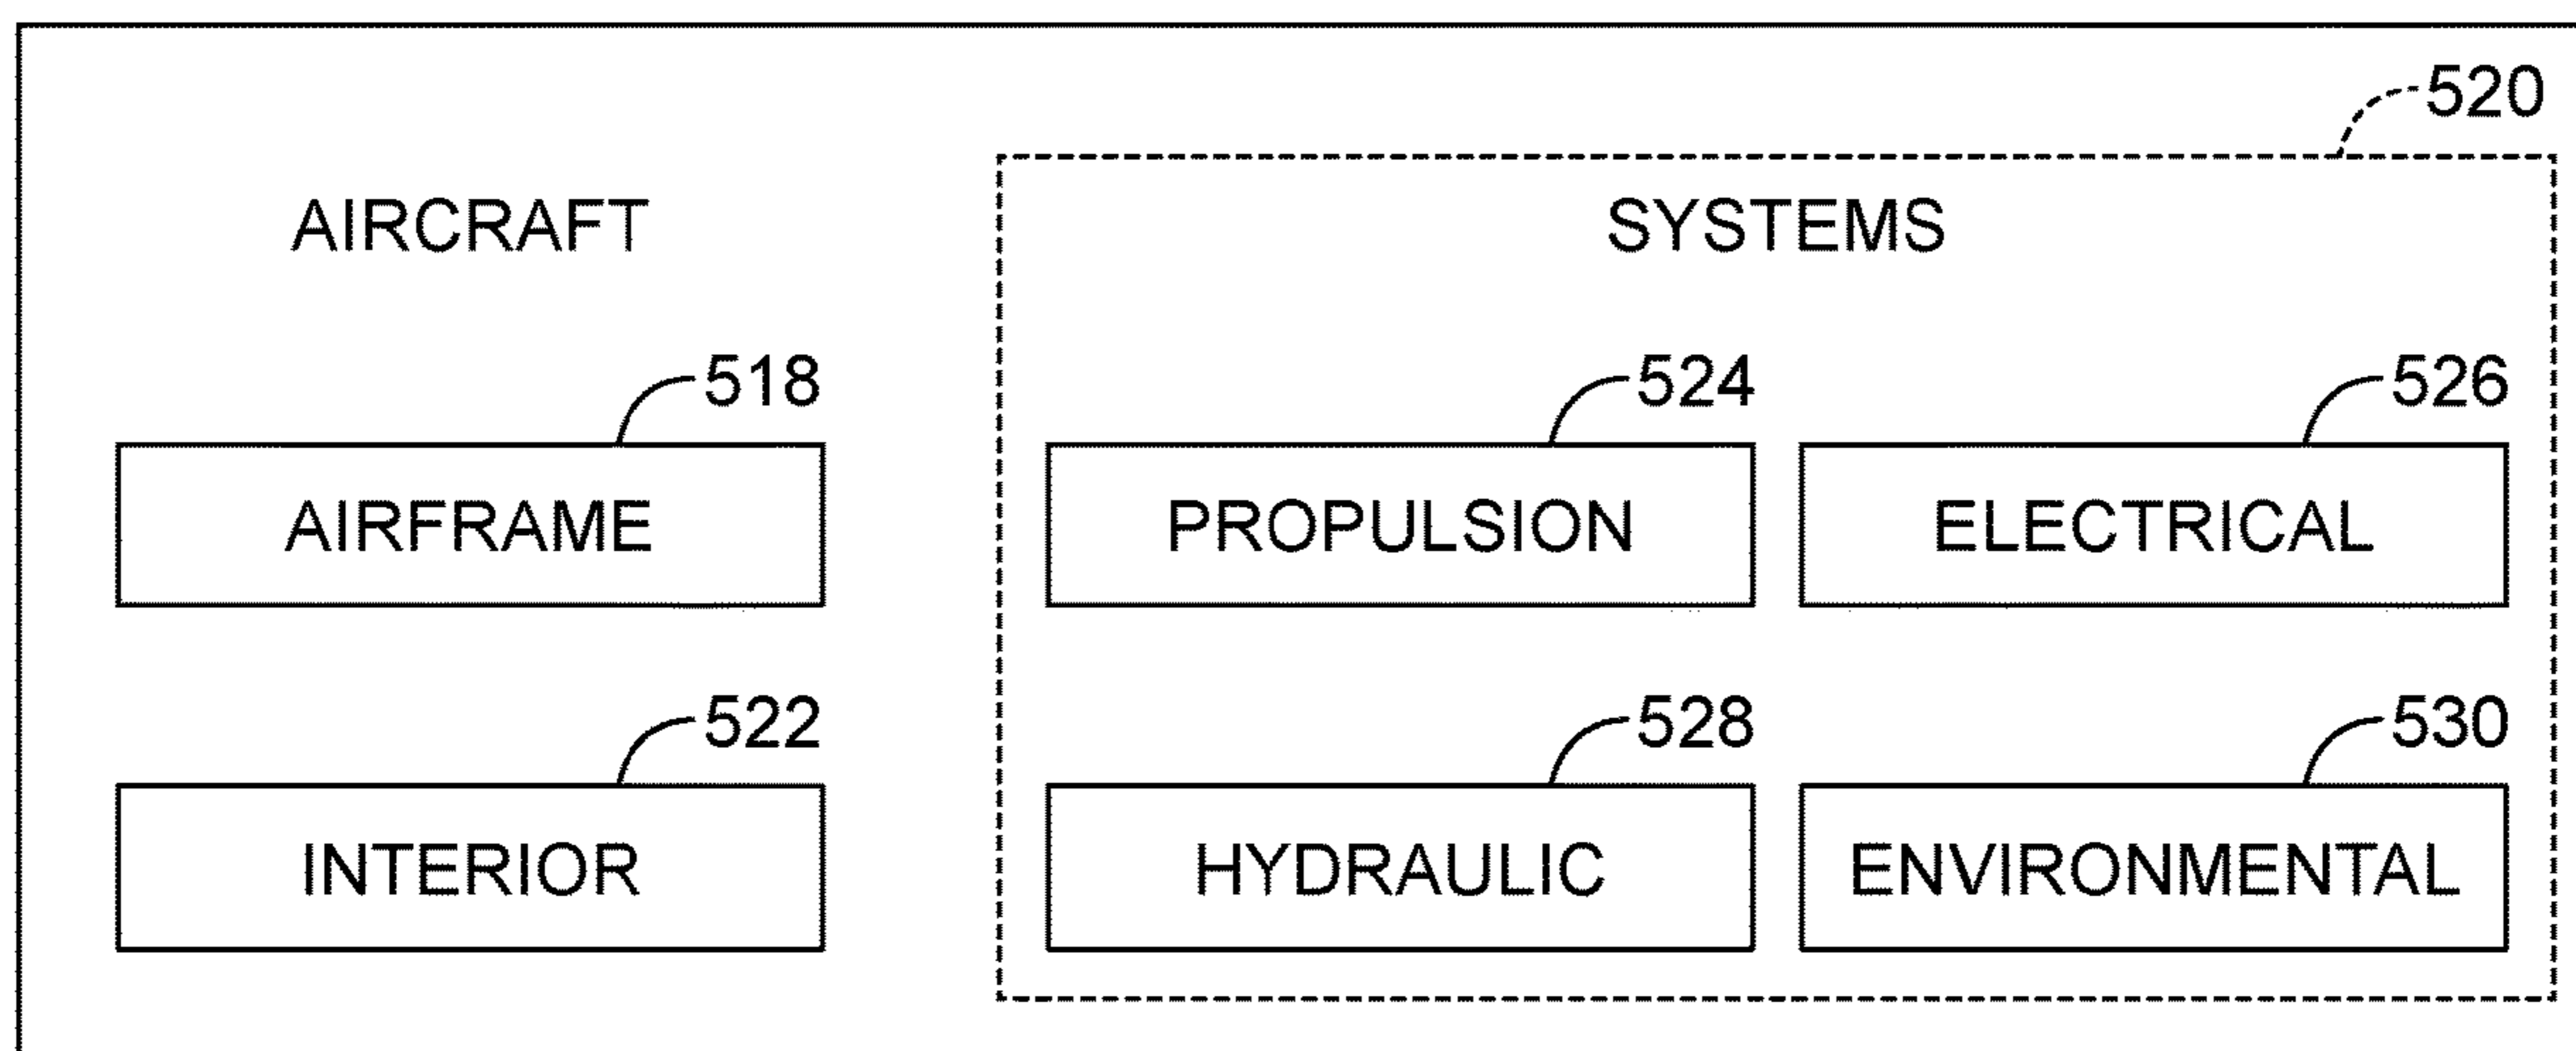 520
AIRCRAFT
SYSTEMS
518
524
526
AIRFRAME
PROPULSION
ELECTRICAL
522
528
530
INTERIOR
HYDRAULIC
ENVIRONMENTAL